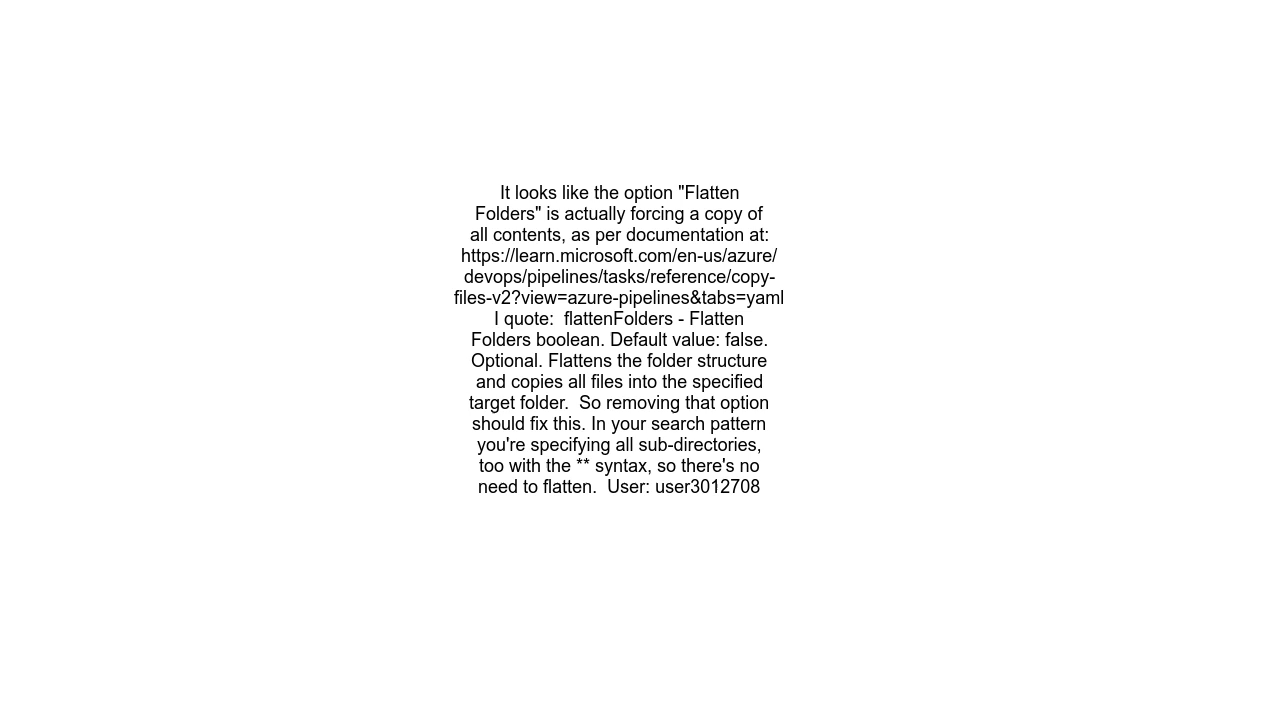 It looks like the option "Flatten
Folders" is actually forcing a copy of
all contents, as per documentation at:
https://learn.microsoft.com/en-us/azure/
devops/pipelines/tasks/reference/copy-
files-v2?view=azure-pipelines&tabs=yaml
I quote:  flattenFolders - Flatten
Folders boolean. Default value: false.
Optional. Flattens the folder structure
and copies all files into the specified
target folder.  So removing that option
should fix this. In your search pattern
you're specifying all sub-directories,
too with the ** syntax, so there's no
need to flatten.  User: user3012708